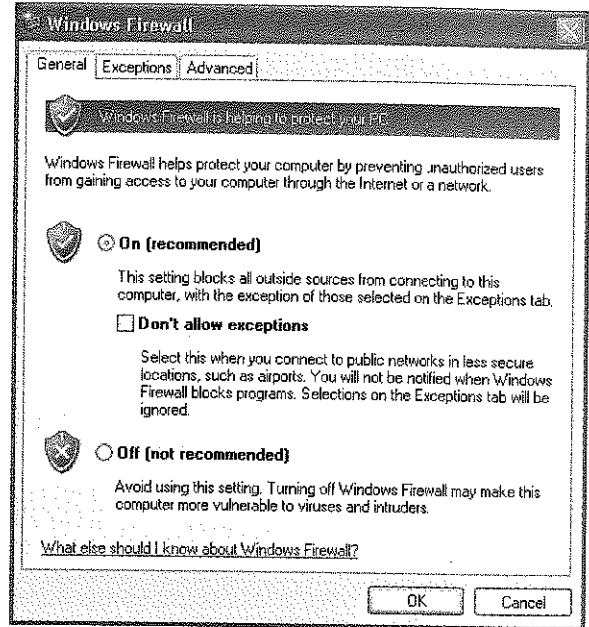 Windows Firewall
General Exceptions Advanced
Windows Firewall is helping to protect your PC
Windows Firewall helps protect your computer by preventing unauthorized users
from gaining access to your computer through the Internet or a network.
On (recommended)
This setting blocks all outside sources from connecting to this
computer, with the exception of those selected on the Exceptions tab.
Don't allow exceptions
Select this when you connect to public networks in less secure
locations, such as airports. You will not be notified when Windows
Firewall blocks programs. Selections on the Exceptions tab will be
ignored.
Off (not recommended)
Avoid using this setting. Turning off Windows Firewall may make this
computer more vulnerable to viruses and intruders.
What else should I know about Windows Firewall?
OK Cancel